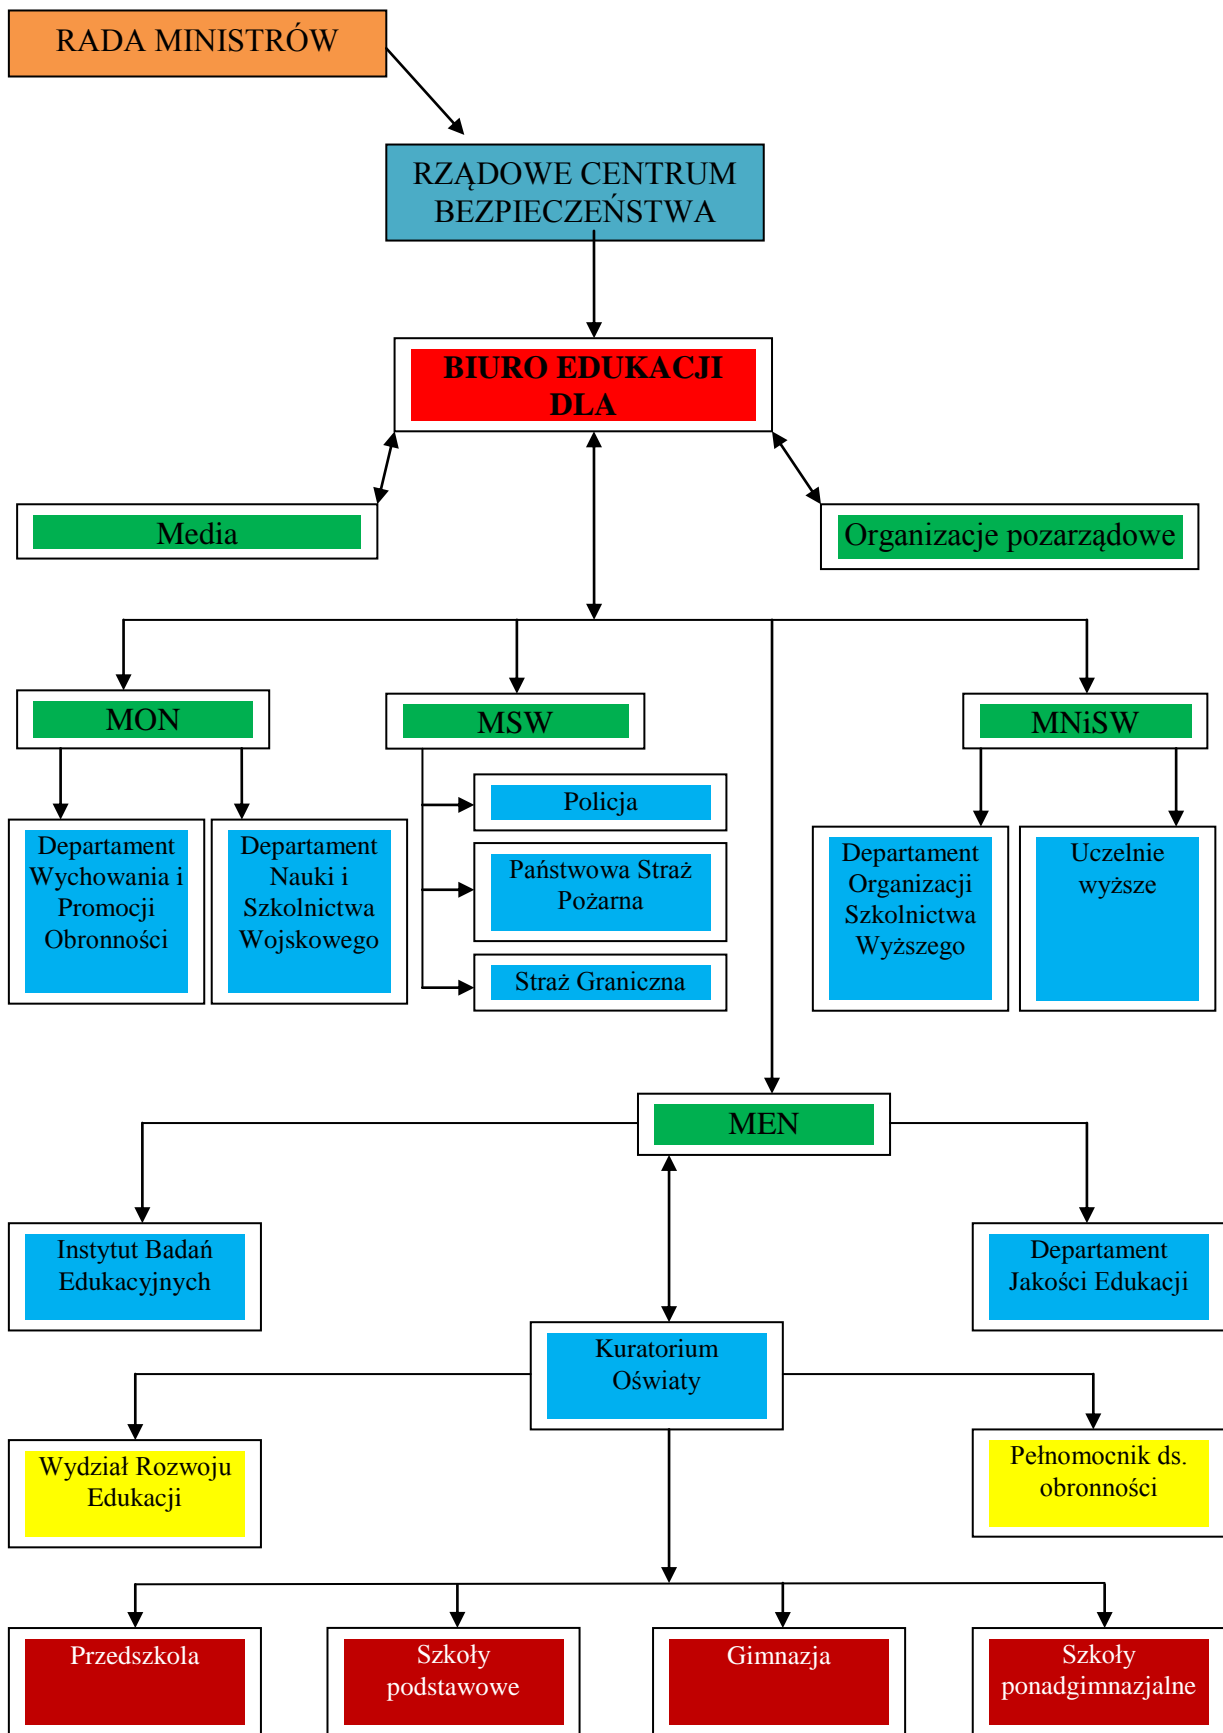 RADA MINISTRÓW
RZĄDOWE CENTRUM
BEZPIECZEŃSTWA
BIURO EDUKACJI
DLA
Media
Organizacje pozarządowe
MON
MSW
MNiSW
Departament
Wychowania i
Promocji
Obronności
Departament
Nauki i
Szkolnictwa
Wojskowego
Policja
Państwowa Straż
Pożarna
Straż Graniczna
Departament
Organizacji
Szkolnictwa
Wyższego
Uczelnie
wyższe
MEN
Instytut Badań
Edukacyjnych
Departament
Jakości Edukacji
Kuratorium
Oświaty
Wydział Rozwoju
Edukacji
Pełnomocnik ds.
obronności
Przedszkola
Szkoły
podstawowe
Gimnazja
Szkoły
ponadgimnazjalne